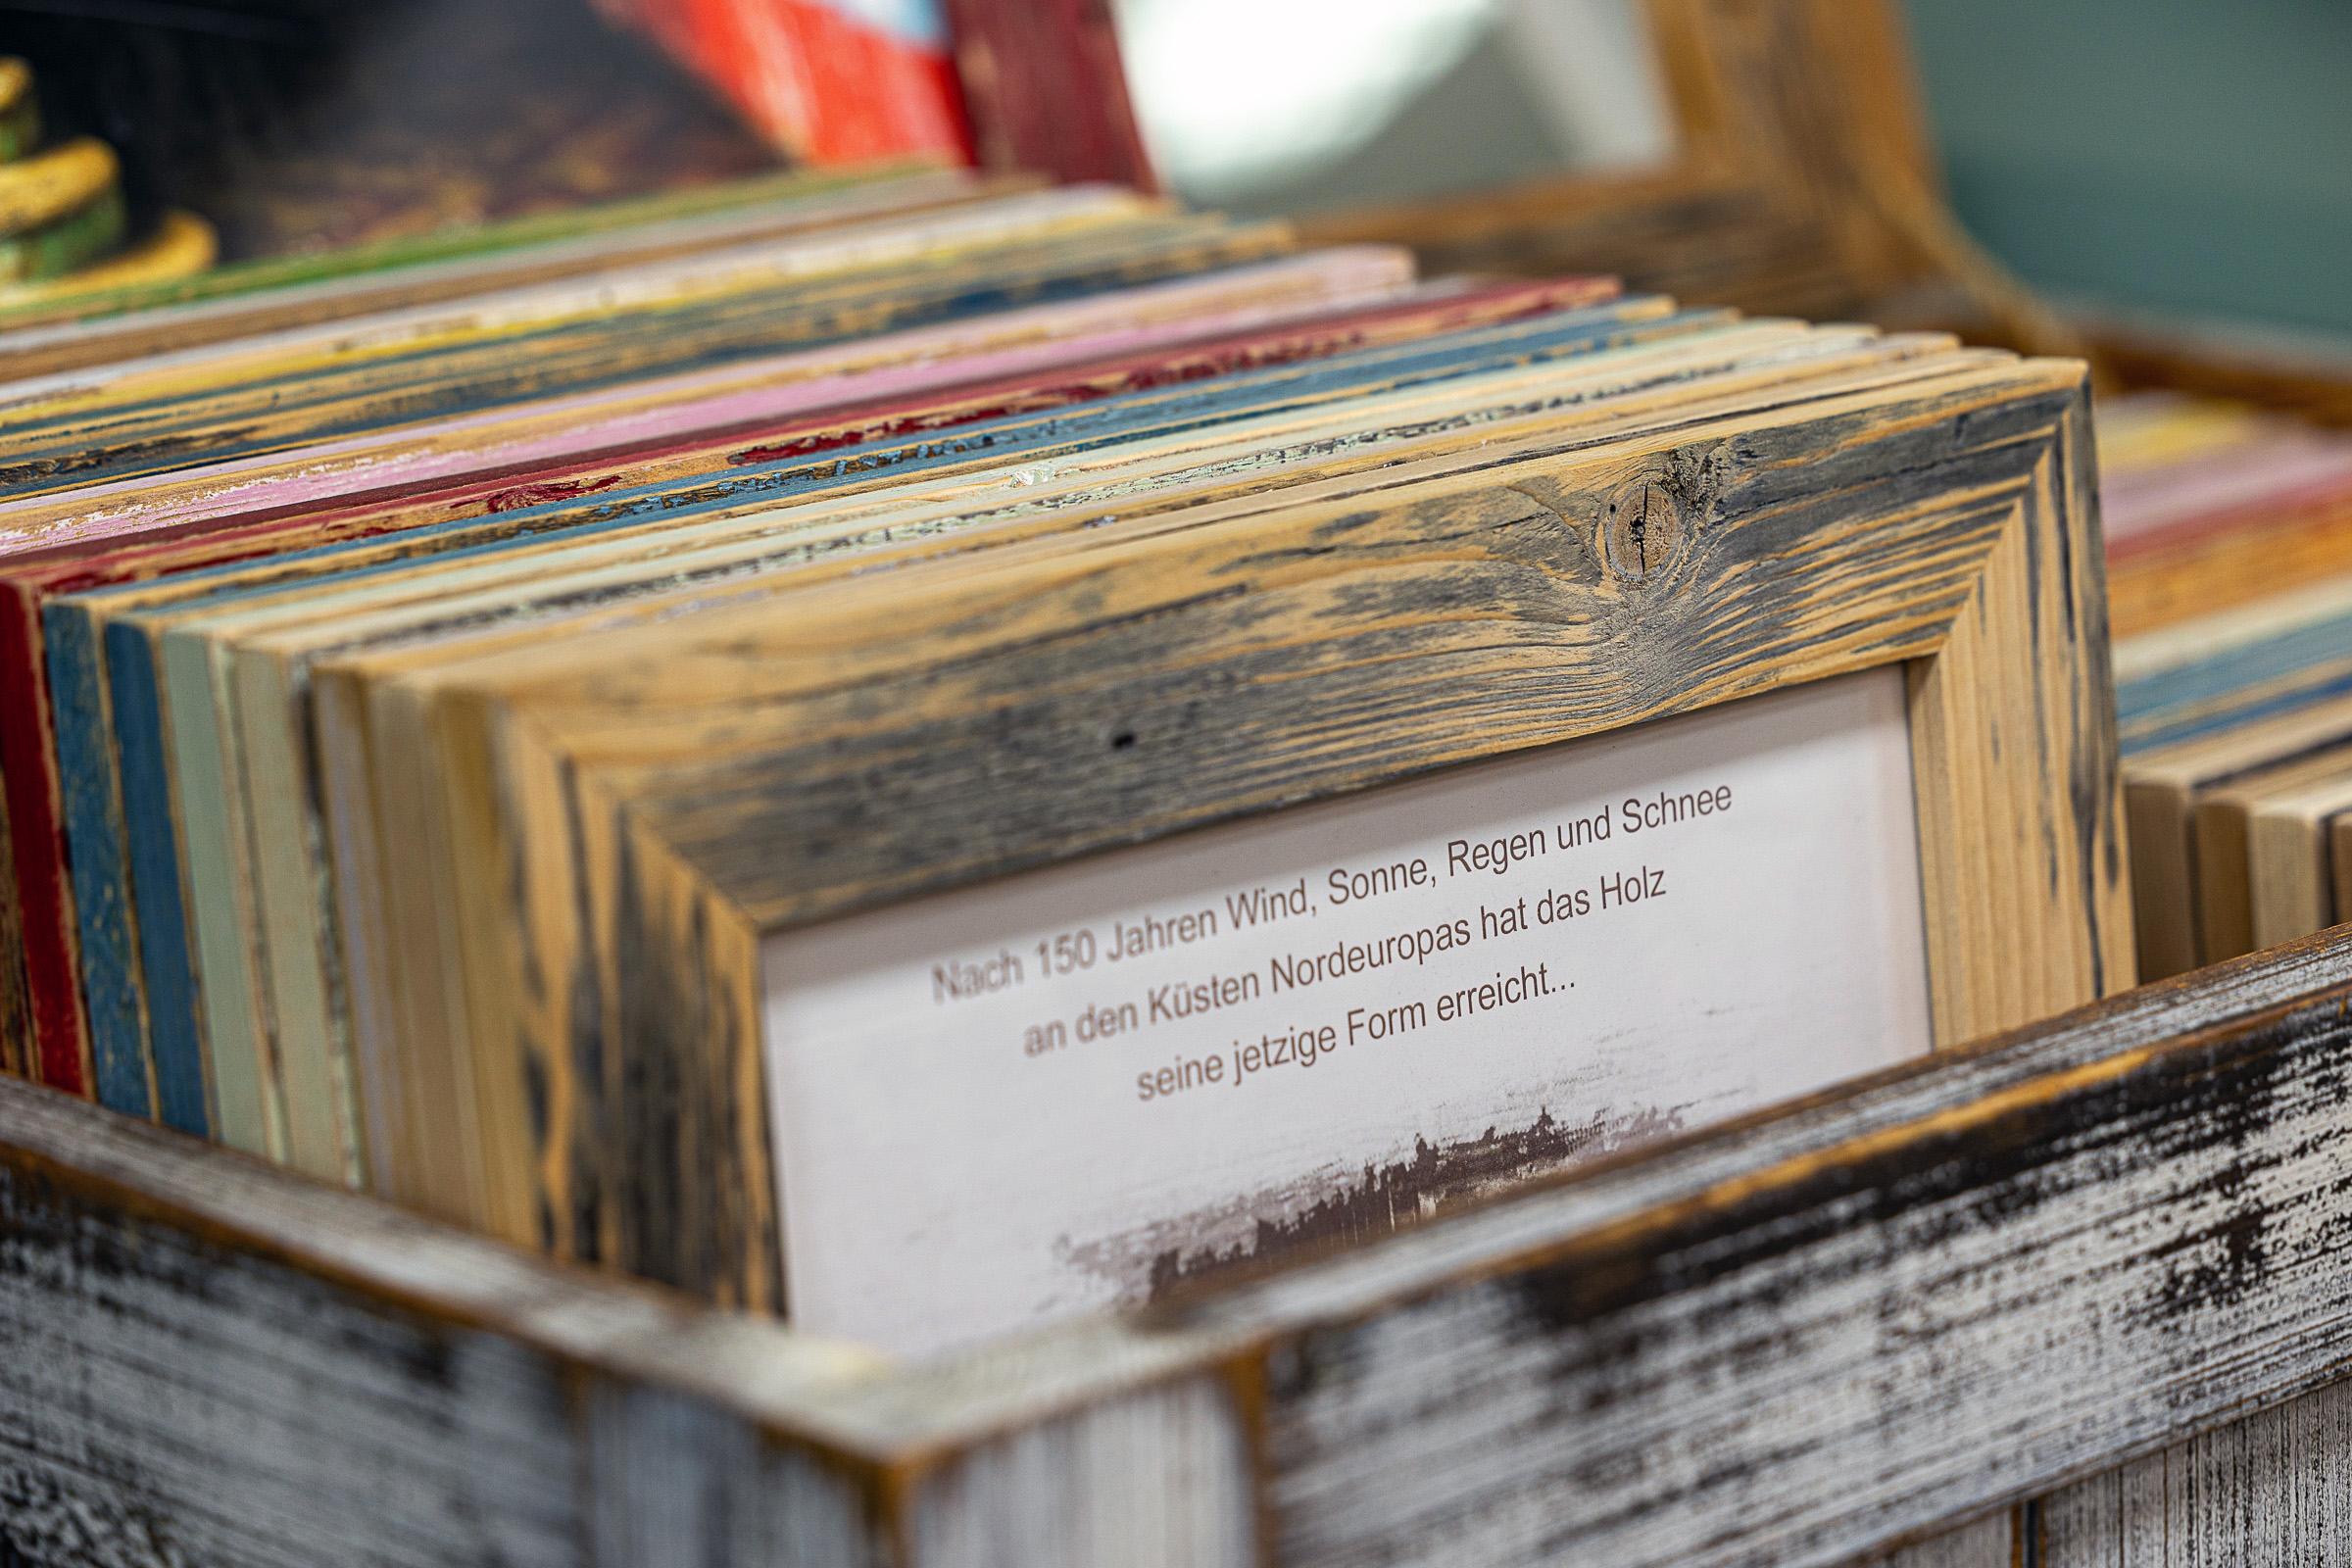 Nach 150 Jahren Wind, Sonne, Regen und Schnee
an den Küsten Nordeuropas hat das Holz
seine jetzige Form erreicht...